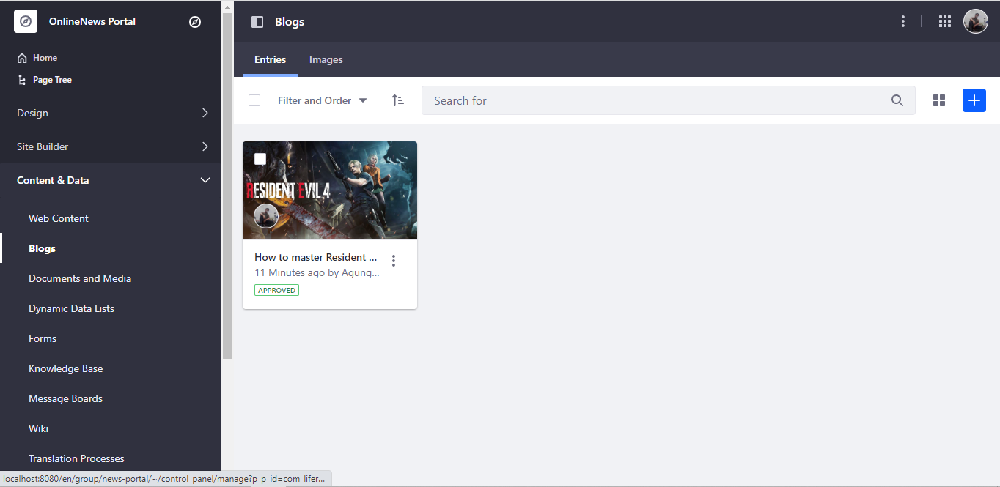 OnlineNews Portal
Home
Page Tree
Design
Site Builder
Content & Data
Web Content
Blogs
Documents and Media
Dynamic Data Lists
Forms
Knowledge Base
Message Boards
Wiki
Translation Processes
localhost:8080/en/group/news-portal/~/control_panel/manage?p_p_id=com_lifer...
Blogs
Entries Images
Filter and Order
Search for
RESIDENT EVIL 4
How to master Resident ...
11 Minutes ago by Agung...
APPROVED